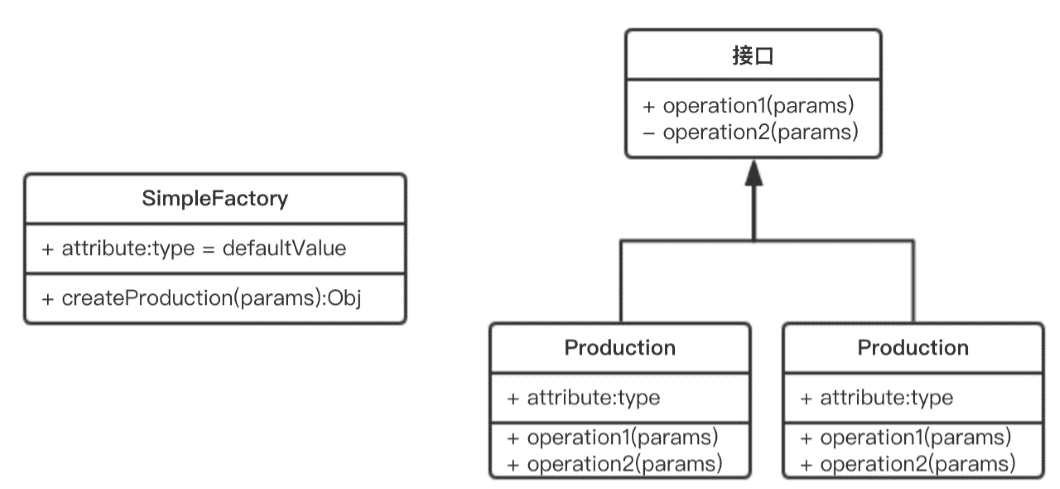 接口
+ operation1(params)
– operation2(params)
SimpleFactory
+ attribute:type = defaultValue
+ createProduction(params):Obj
Production
+ attribute:type
+ operation1(params)
+ operation2(params)
Production
+ attribute:type
+ operation1(params)
+ operation2(params)